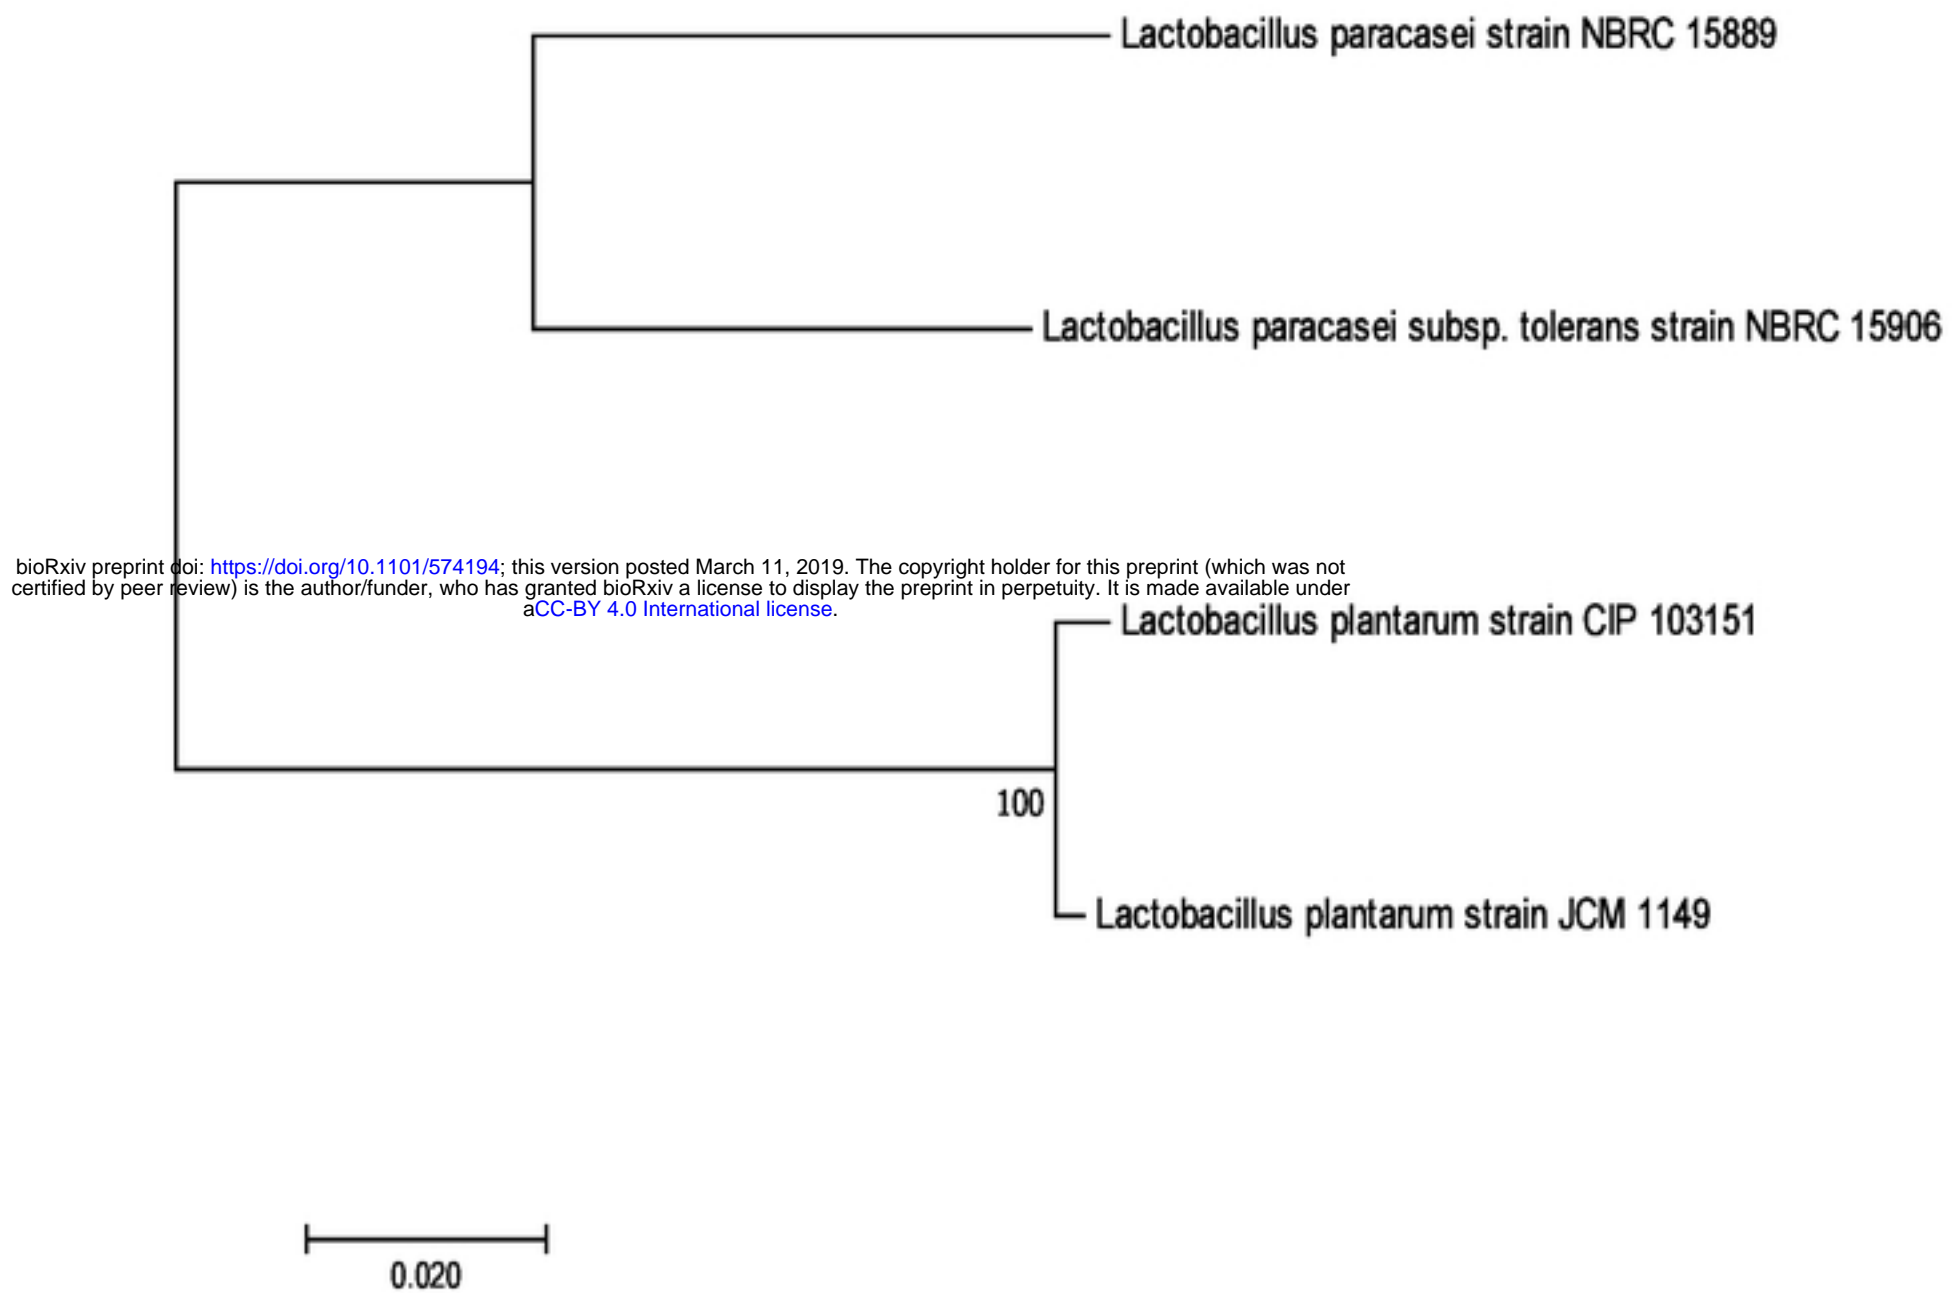 Lactobacillus paracasei strain NBRC 15889
Lactobacillus paracasei subsp. tolerans strain NBRC 15906
bioRxiv preprint doi: https://doi.org/10.1101/574194; this version posted March 11, 2019. The copyright holder for this preprint (which was not
certified by peer review) is the author/funder, who has granted bioRxiv a license to display the preprint in perpetuity. It is made available under
aCC-BY 4.0 International license.
Lactobacillus plantarum strain CIP 103151
100
Lactobacillus plantarum strain JCM 1149
0.020